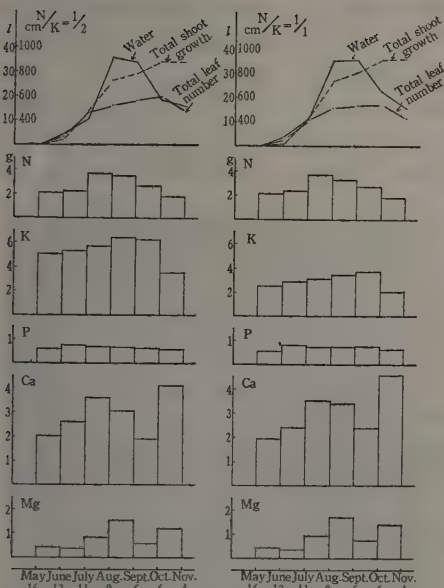 l N/K = 1/2
cm
40 1000 Water Total shoot growth
30 800
20 600 Total leaf number
10 400
g N
4
2
K
6
4
2
P
1
Ca
4
3
2
1
Mg
2
1
May June July Aug. Sept. Oct. Nov.
l N/K = 1/1
cm
40 1000 Water Total shoot growth.
30 800
20 600 Total leaf number
10 400
g N
4
2
K
6
4
2
P
1
Ca
4
3
2
1
Mg
2
1
May June July Aug. Sept. Oct. Nov.